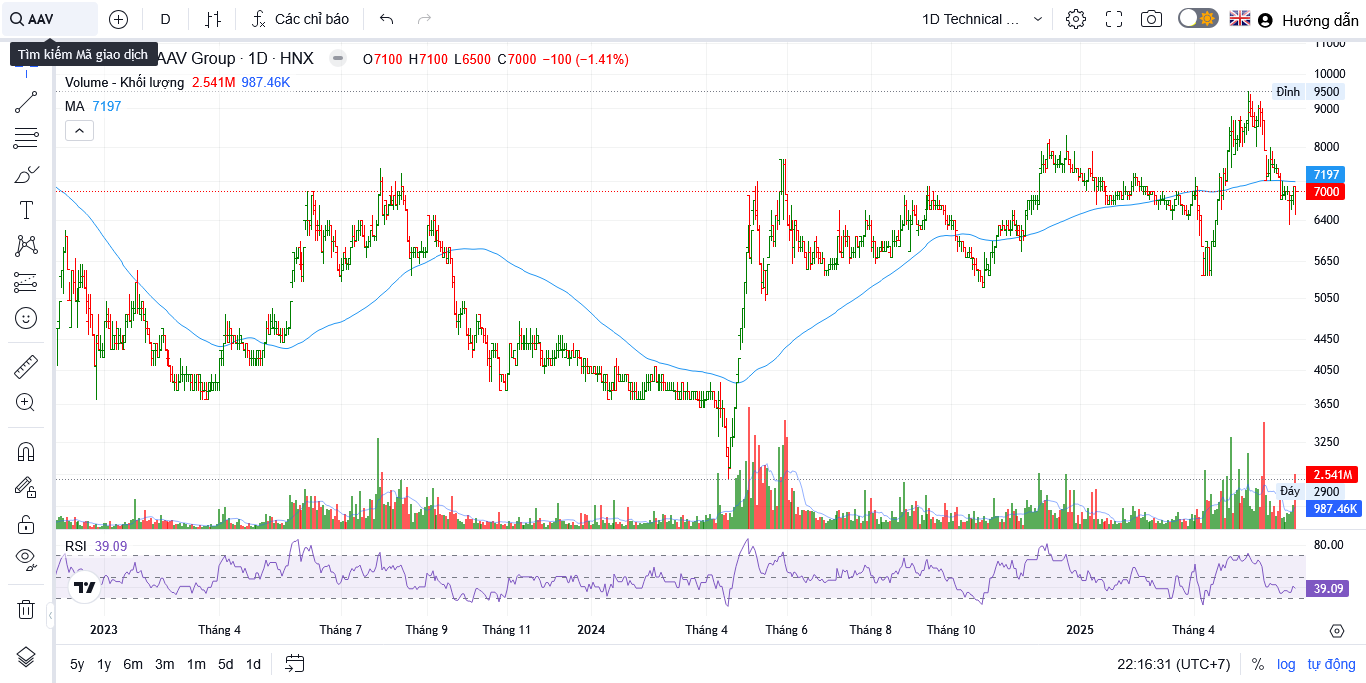 AAV D Các chỉ báo 1D Technical ... Hướng dẫn
Tìm kiếm Mã giao dịch
AAV Group · 1D · HNX O7100 H7100 L6500 C7000 −100 (−1.41%)
Volume - Khối lượng 2.541M 987.46K
MA 7197
11000
10000
Đỉnh 9500
9000
8000
7197
7000
6400
5650
5050
4450
4050
3650
3250
2.541M
Đáy 2900
987.46K
RSI 39.09
80.00
39.09
2023 Tháng 4 Tháng 7 Tháng 9 Tháng 11 2024 Tháng 4 Tháng 6 Tháng 8 Tháng 10 2025 Tháng 4
5y 1y 6m 3m 1m 5d 1d 22:16:31 (UTC+7) % log tự động